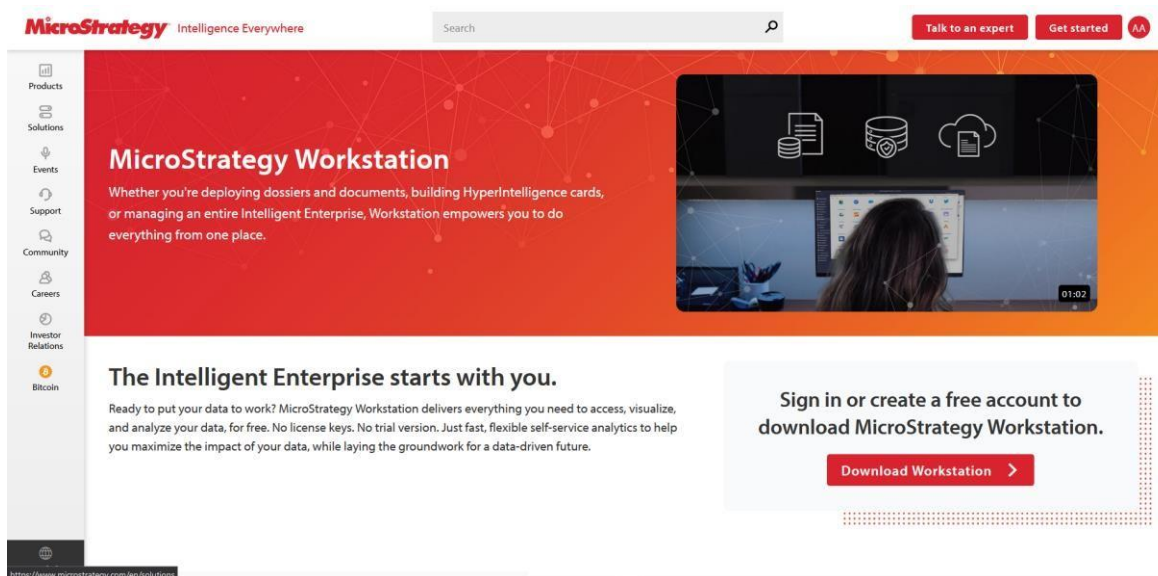 MicroStrategy Intelligence Everywhere
Search
Talk to an expert
Get started
AA
Products
Solutions
Events
Support
Community
Careers
Investor
Relations
Bitcoin
MicroStrategy Workstation
Whether you're deploying dossiers and documents, building HyperIntelligence cards,
or managing an entire Intelligent Enterprise, Workstation empowers you to do
everything from one place.
01:02
The Intelligent Enterprise starts with you.
Ready to put your data to work? MicroStrategy Workstation delivers everything you need to access, visualize,
and analyze your data, for free. No license keys. No trial version. Just fast, flexible self-service analytics to help
you maximize the impact of your data, while laying the groundwork for a data-driven future.
Sign in or create a free account to
download MicroStrategy Workstation.
Download Workstation
https://www.microstrategy.com/en/solutions